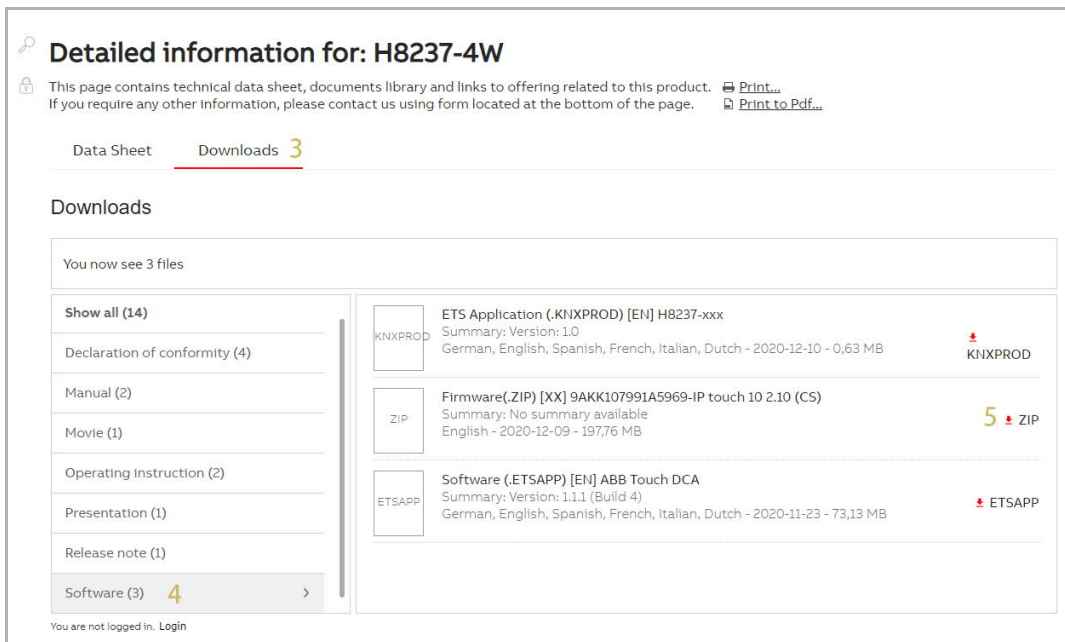 Detailed information for: H8237-4W
This page contains technical data sheet, documents library and links to offering related to this product. Print...
If you require any other information, please contact us using form located at the bottom of the page. Print to Pdf...
Data Sheet Downloads 3
Downloads
You now see 3 files
Show all (14)
Declaration of conformity (4)
Manual (2)
Movie (1)
Operating instruction (2)
Presentation (1)
Release note (1)
Software (3) 4
KNXPROD
ETS Application (.KNXPROD) [EN] H8237-xxx
Summary: Version: 1.0
German, English, Spanish, French, Italian, Dutch - 2020-12-10 - 0,63 MB
KNXPROD
ZIP
Firmware(.ZIP) [XX] 9AKK107991A5969-IP touch 10 2.10 (CS)
Summary: No summary available
English - 2020-12-09 - 197,76 MB
5 ZIP
ETSAPP
Software (.ETSAPP) [EN] ABB Touch DCA
Summary: Version: 1.1.1 (Build 4)
German, English, Spanish, French, Italian, Dutch - 2020-11-23 - 73,13 MB
ETSAPP
You are not logged in. Login